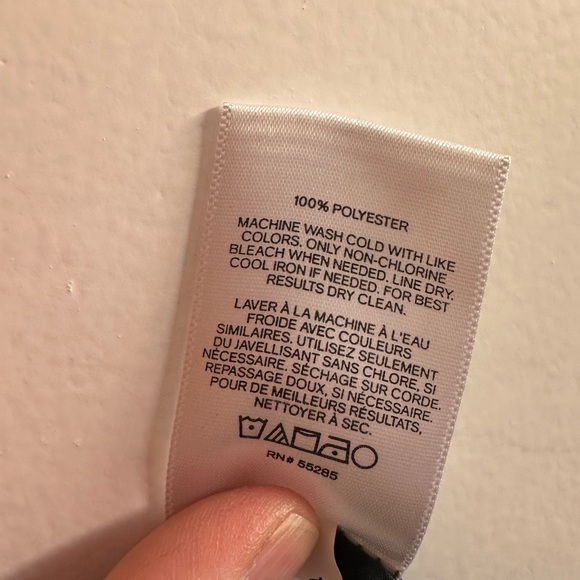 100% POLYESTER
MACHINE WASH COLD WITH LIKE
COLORS. ONLY NON-CHLORINE
BLEACH WHEN NEEDED. LINE DRY.
COOL IRON IF NEEDED. FOR BEST
RESULTS DRY CLEAN.
LAVER À LA MACHINE À L'EAU
FROIDE AVEC COULEURS
SIMILAIRES. UTILISEZ SEULEMENT
DU JAVELLISANT SANS CHLORE, SI
NÉCESSAIRE. SÉCHAGE SUR CORDE.
REPASSAGE DOUX, SI NÉCESSAIRE.
POUR DE MEILLEURS RÉSULTATS,
NETTOYER À SEC.
RN# 55285